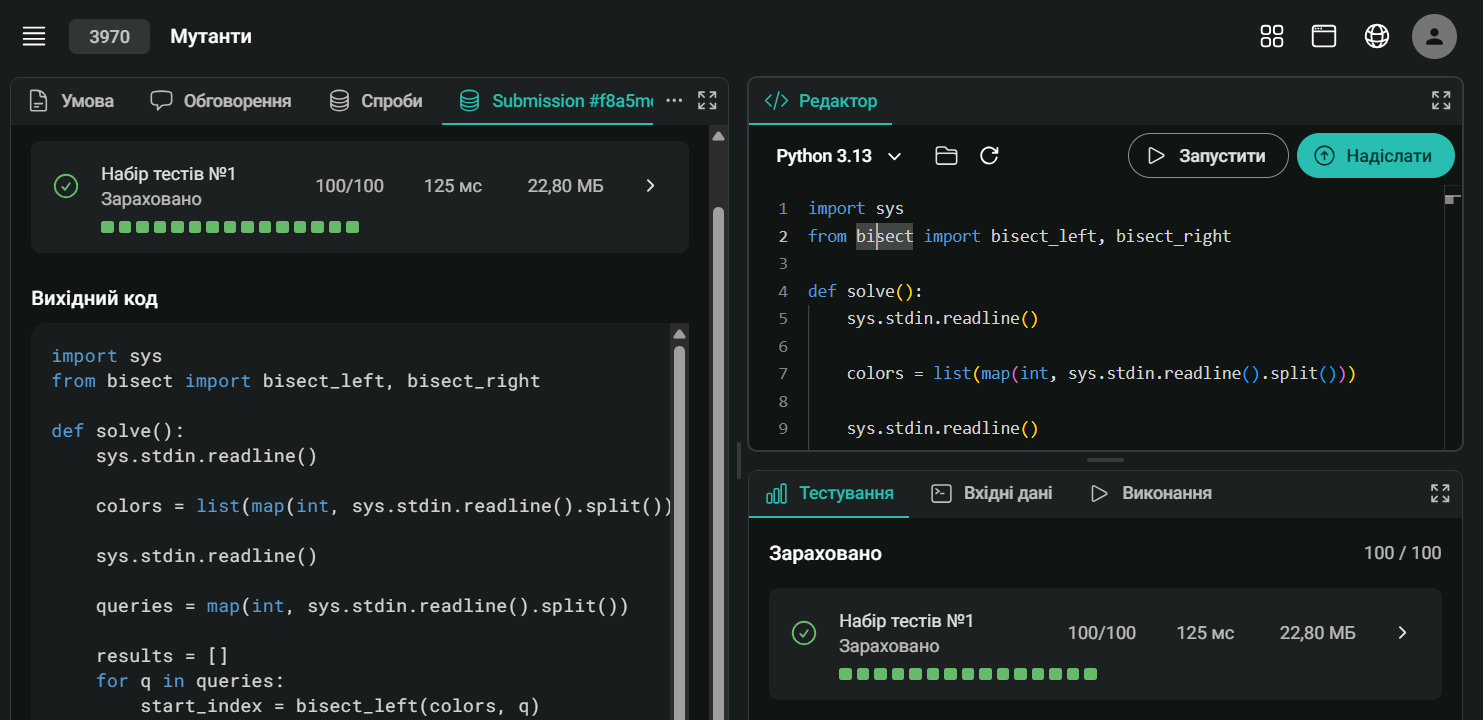 3970
Мутанти
Умова
Обговорення
Спроби
Submission #f8a5m
Набір тестів №1
Зараховано
100/100
125 мс
22,80 МБ
Вихідний код
import sys
from bisect import bisect_left, bisect_right
def solve():
sys.stdin.readline()
colors = list(map(int, sys.stdin.readline().split())
sys.stdin.readline()
queries = map(int, sys.stdin.readline().split())
results = []
for q in queries:
start_index = bisect_left(colors, q)
Редактор
Python 3.13
Запустити
Надіслати
1 import sys
2 from bisect import bisect_left, bisect_right
3
4 def solve():
5 sys.stdin.readline()
6
7 colors = list(map(int, sys.stdin.readline().split()))
8
9 sys.stdin.readline()
Тестування
Вхідні дані
Виконання
Зараховано
100 / 100
Набір тестів №1
Зараховано
100/100
125 мс
22,80 МБ